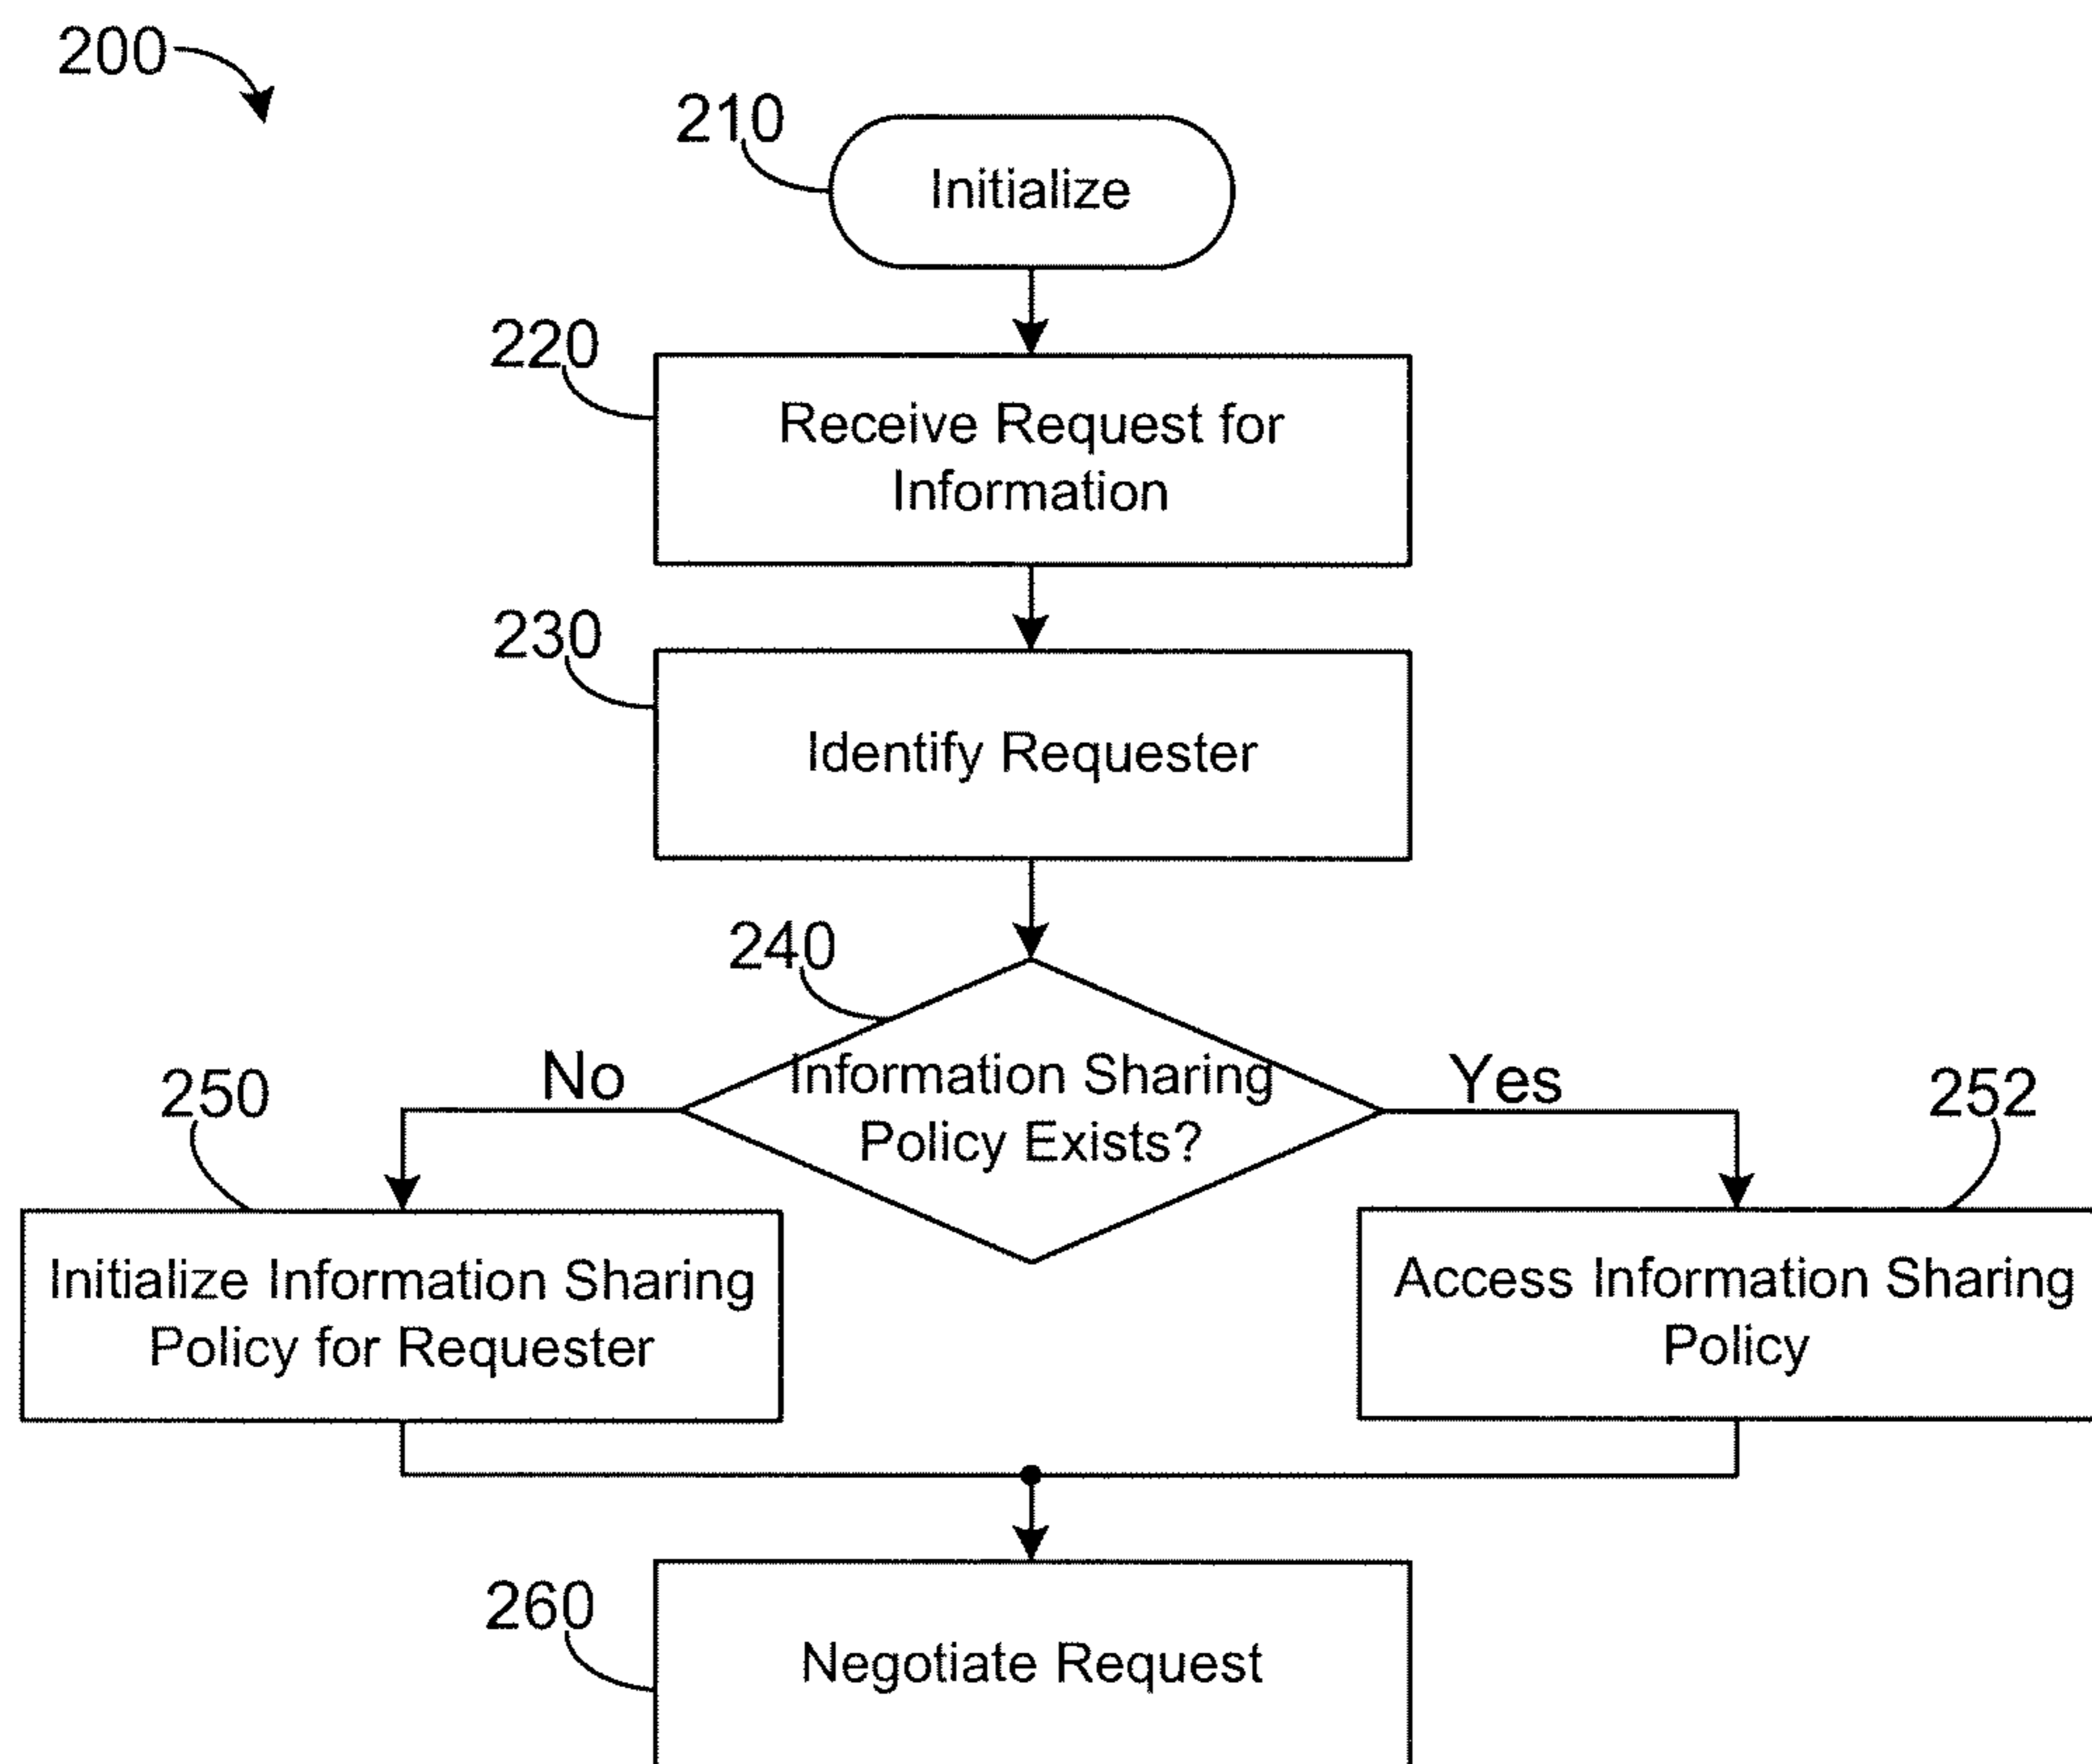 200
210
Initialize
220
Receive Request for
Information
230
Identify Requester
240
No
Information Sharing
Policy Exists?
Yes
250
252
Initialize Information Sharing
Policy for Requester
Access Information Sharing
Policy
260
Negotiate Request